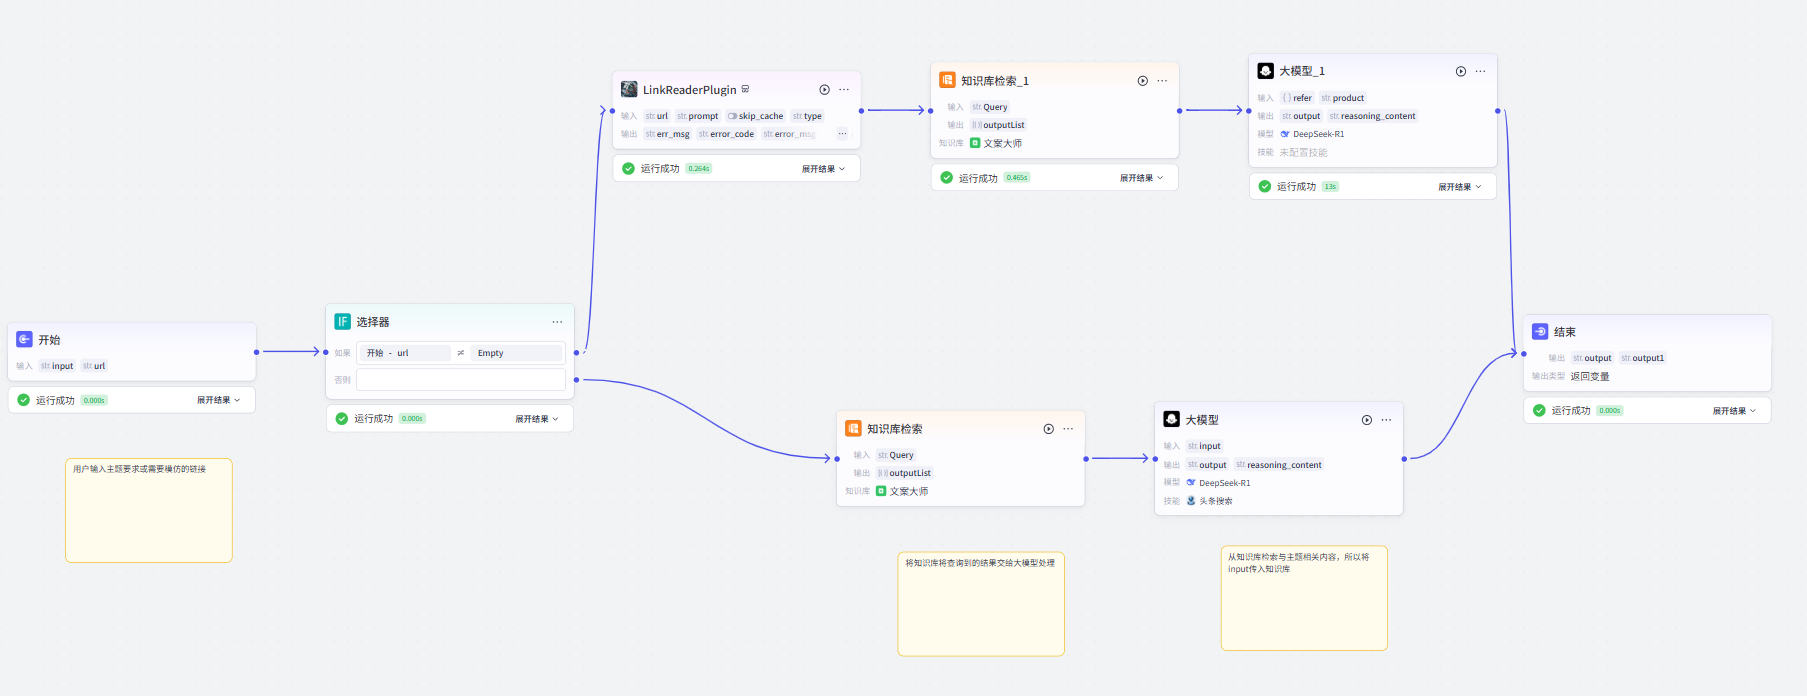 开始
输入 str. input str. url
运行成功 0.000s 展开结果
用户输入主题要求或需要模仿的链接
IF 选择器
如果 开始 - url ≠ Empty
否则
运行成功 0.000s 展开结果
LinkReaderPlugin
输入 str. url str. prompt skip_cache str. type
输出 str. err_msg str. error_code str. error_msg
运行成功 0.264s 展开结果
知识库检索_1
输入 str. Query
输出 [{}] outputList
知识库 文案大师
运行成功 0.465s 展开结果
大模型_1
输入 { } refer str. product
输出 str. output str. reasoning_content
模型 DeepSeek-R1
技能 未配置技能
运行成功 13s 展开结果
知识库检索
输入 str. Query
输出 [{}] outputList
知识库 文案大师
将知识库将查询到的结果交给大模型处理
大模型
输入 str. input
输出 str. output str. reasoning_content
模型 DeepSeek-R1
技能 头条搜索
从知识库检索与主题相关内容，所以将
input传入知识库
结束
输出 str. output str. output1
输出类型 返回变量
运行成功 0.000s 展开结果